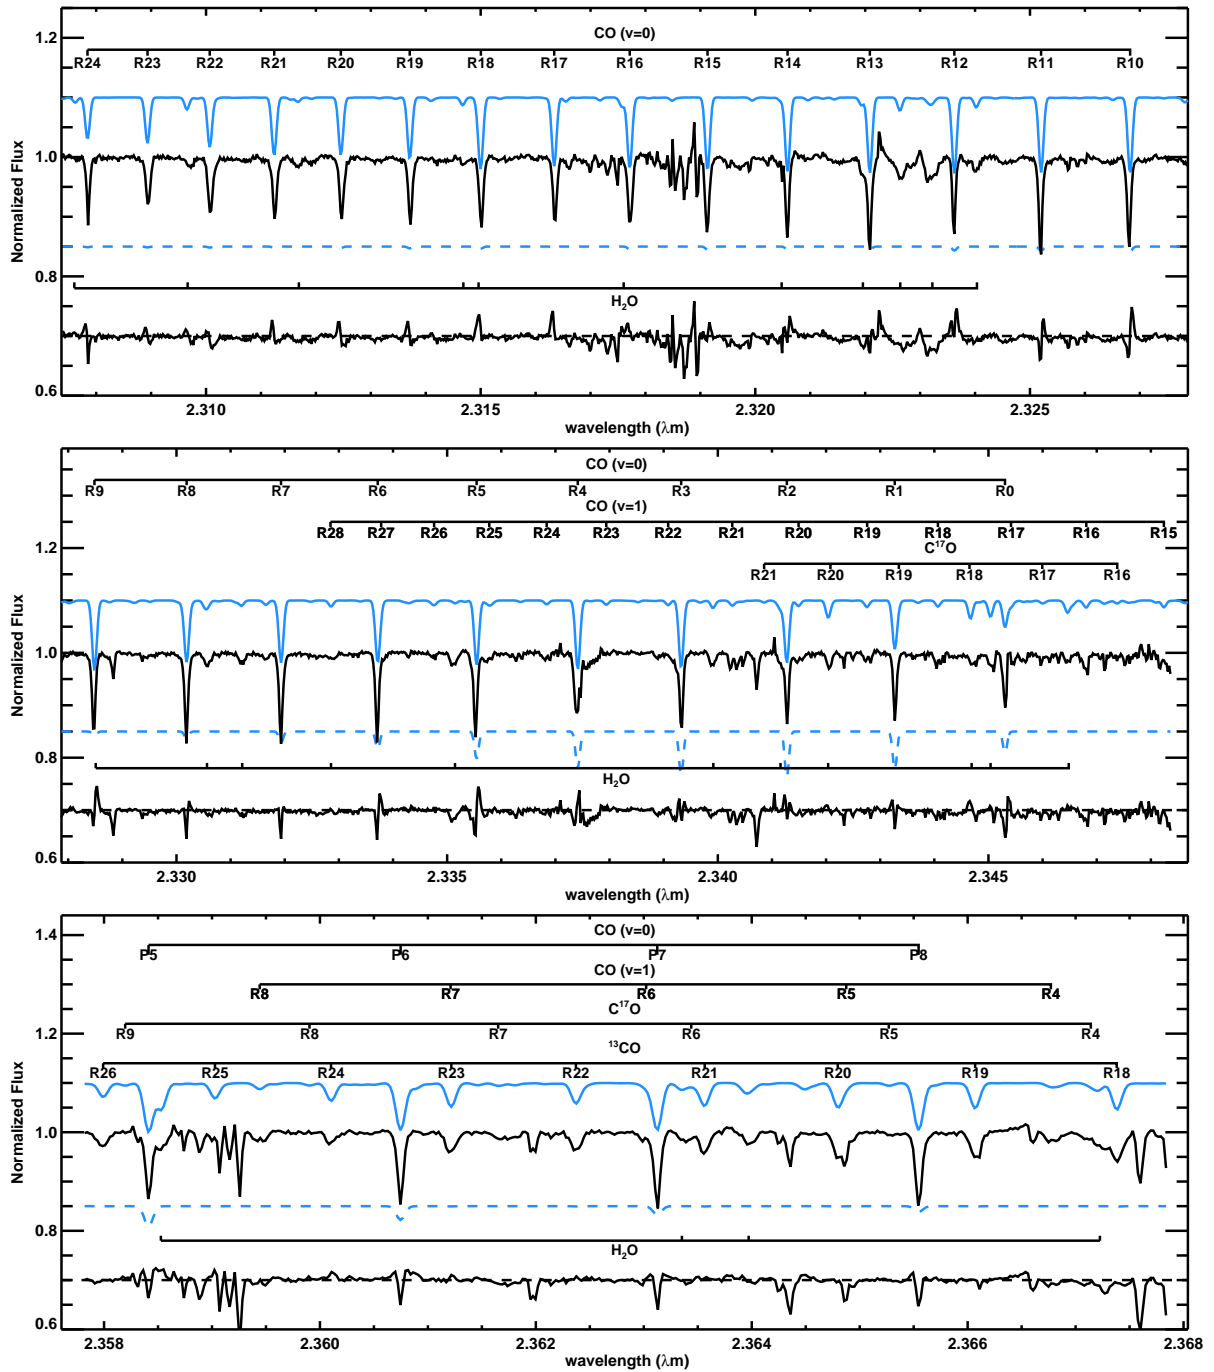 CO (v=0)
R24 R23 R22 R21 R20 R19 R18 R17 R16 R15 R14 R13 R12 R11 R10
1.2
1.0
0.8
0.6
Normalized Flux
H₂O
2.310 2.315 2.320 2.325
wavelength (λm)
CO (v=0)
R9 R8 R7 R6 R5 R4 R3 R2 R1 R0
CO (v=1)
R28 R27 R26 R25 R24 R23 R22 R21 R20 R19 R18 R17 R16 R15
C¹⁷O
R21 R20 R19 R18 R17 R16
1.2
1.0
0.8
0.6
Normalized Flux
H₂O
2.330 2.335 2.340 2.345
wavelength (λm)
CO (v=0)
P5 P6 P7 P8
CO (v=1)
R8 R7 R6 R5 R4
C¹⁷O
R9 R8 R7 R6 R5 R4
¹³CO
R26 R25 R24 R23 R22 R21 R20 R19 R18
1.4
1.2
1.0
0.8
0.6
Normalized Flux
H₂O
2.358 2.360 2.362 2.364 2.366 2.368
wavelength (λm)